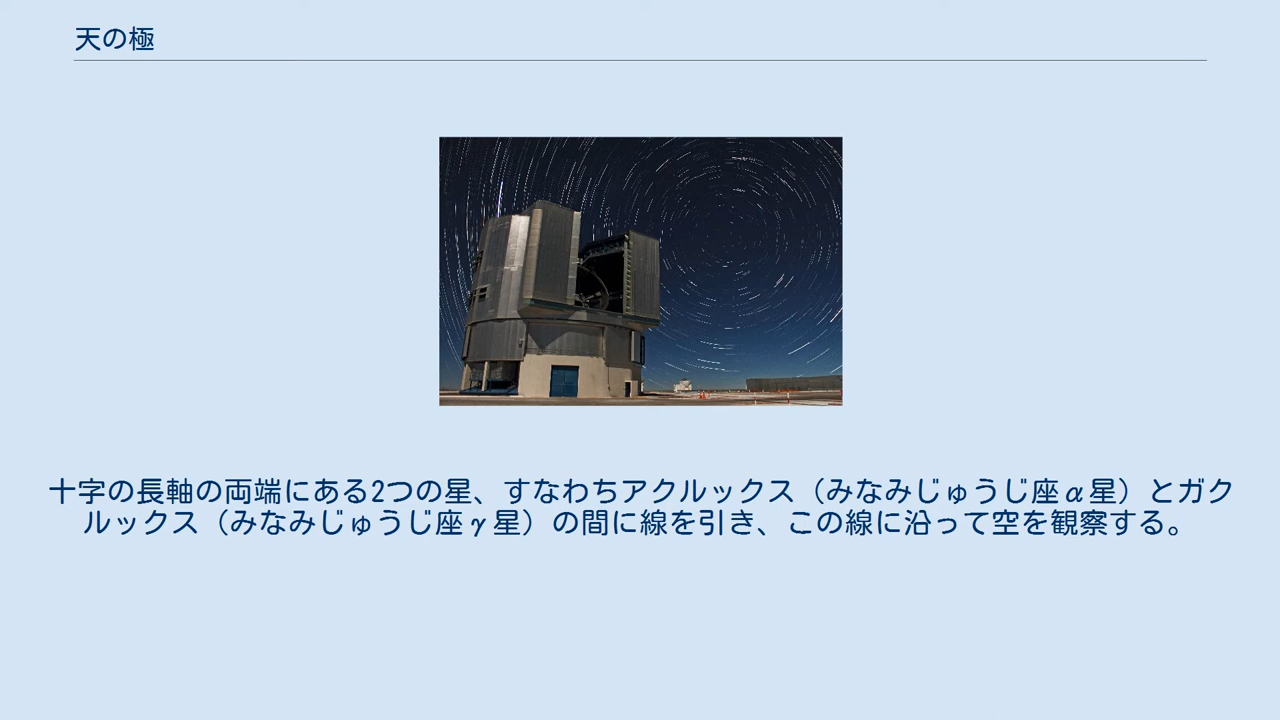 天の極
十字の長軸の両端にある2つの星、すなわちアクルックス（みなみじゅうじ座α星）とガク
ルックス（みなみじゅうじ座γ星）の間に線を引き、この線に沿って空を観察する。